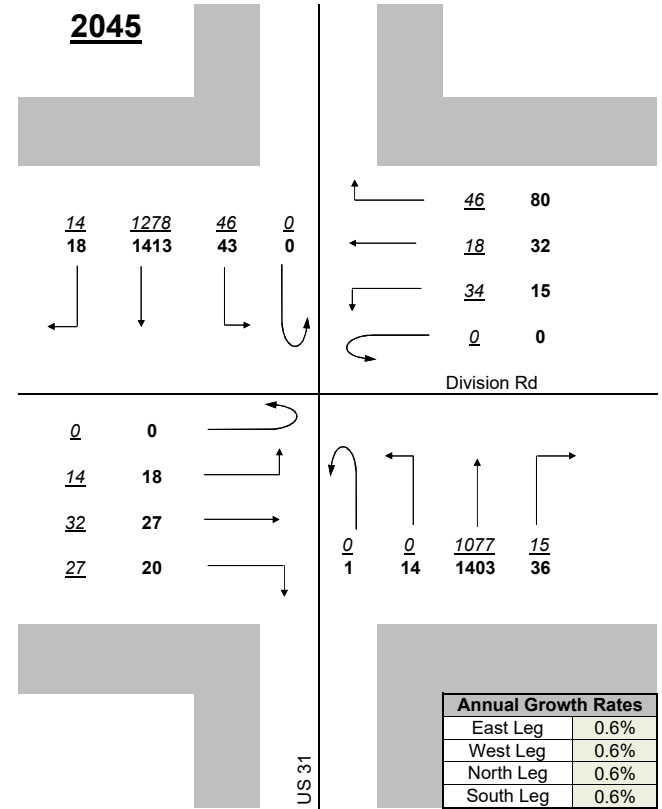 2045
14 1278 46 0
18 1413 43 0
46 80
18 32
34 15
0 0
Division Rd
0 0
14 18
32 27
27 20
0 0 1077 15
1 14 1403 36
US 31
Annual Growth Rates
East Leg 0.6%
West Leg 0.6%
North Leg 0.6%
South Leg 0.6%